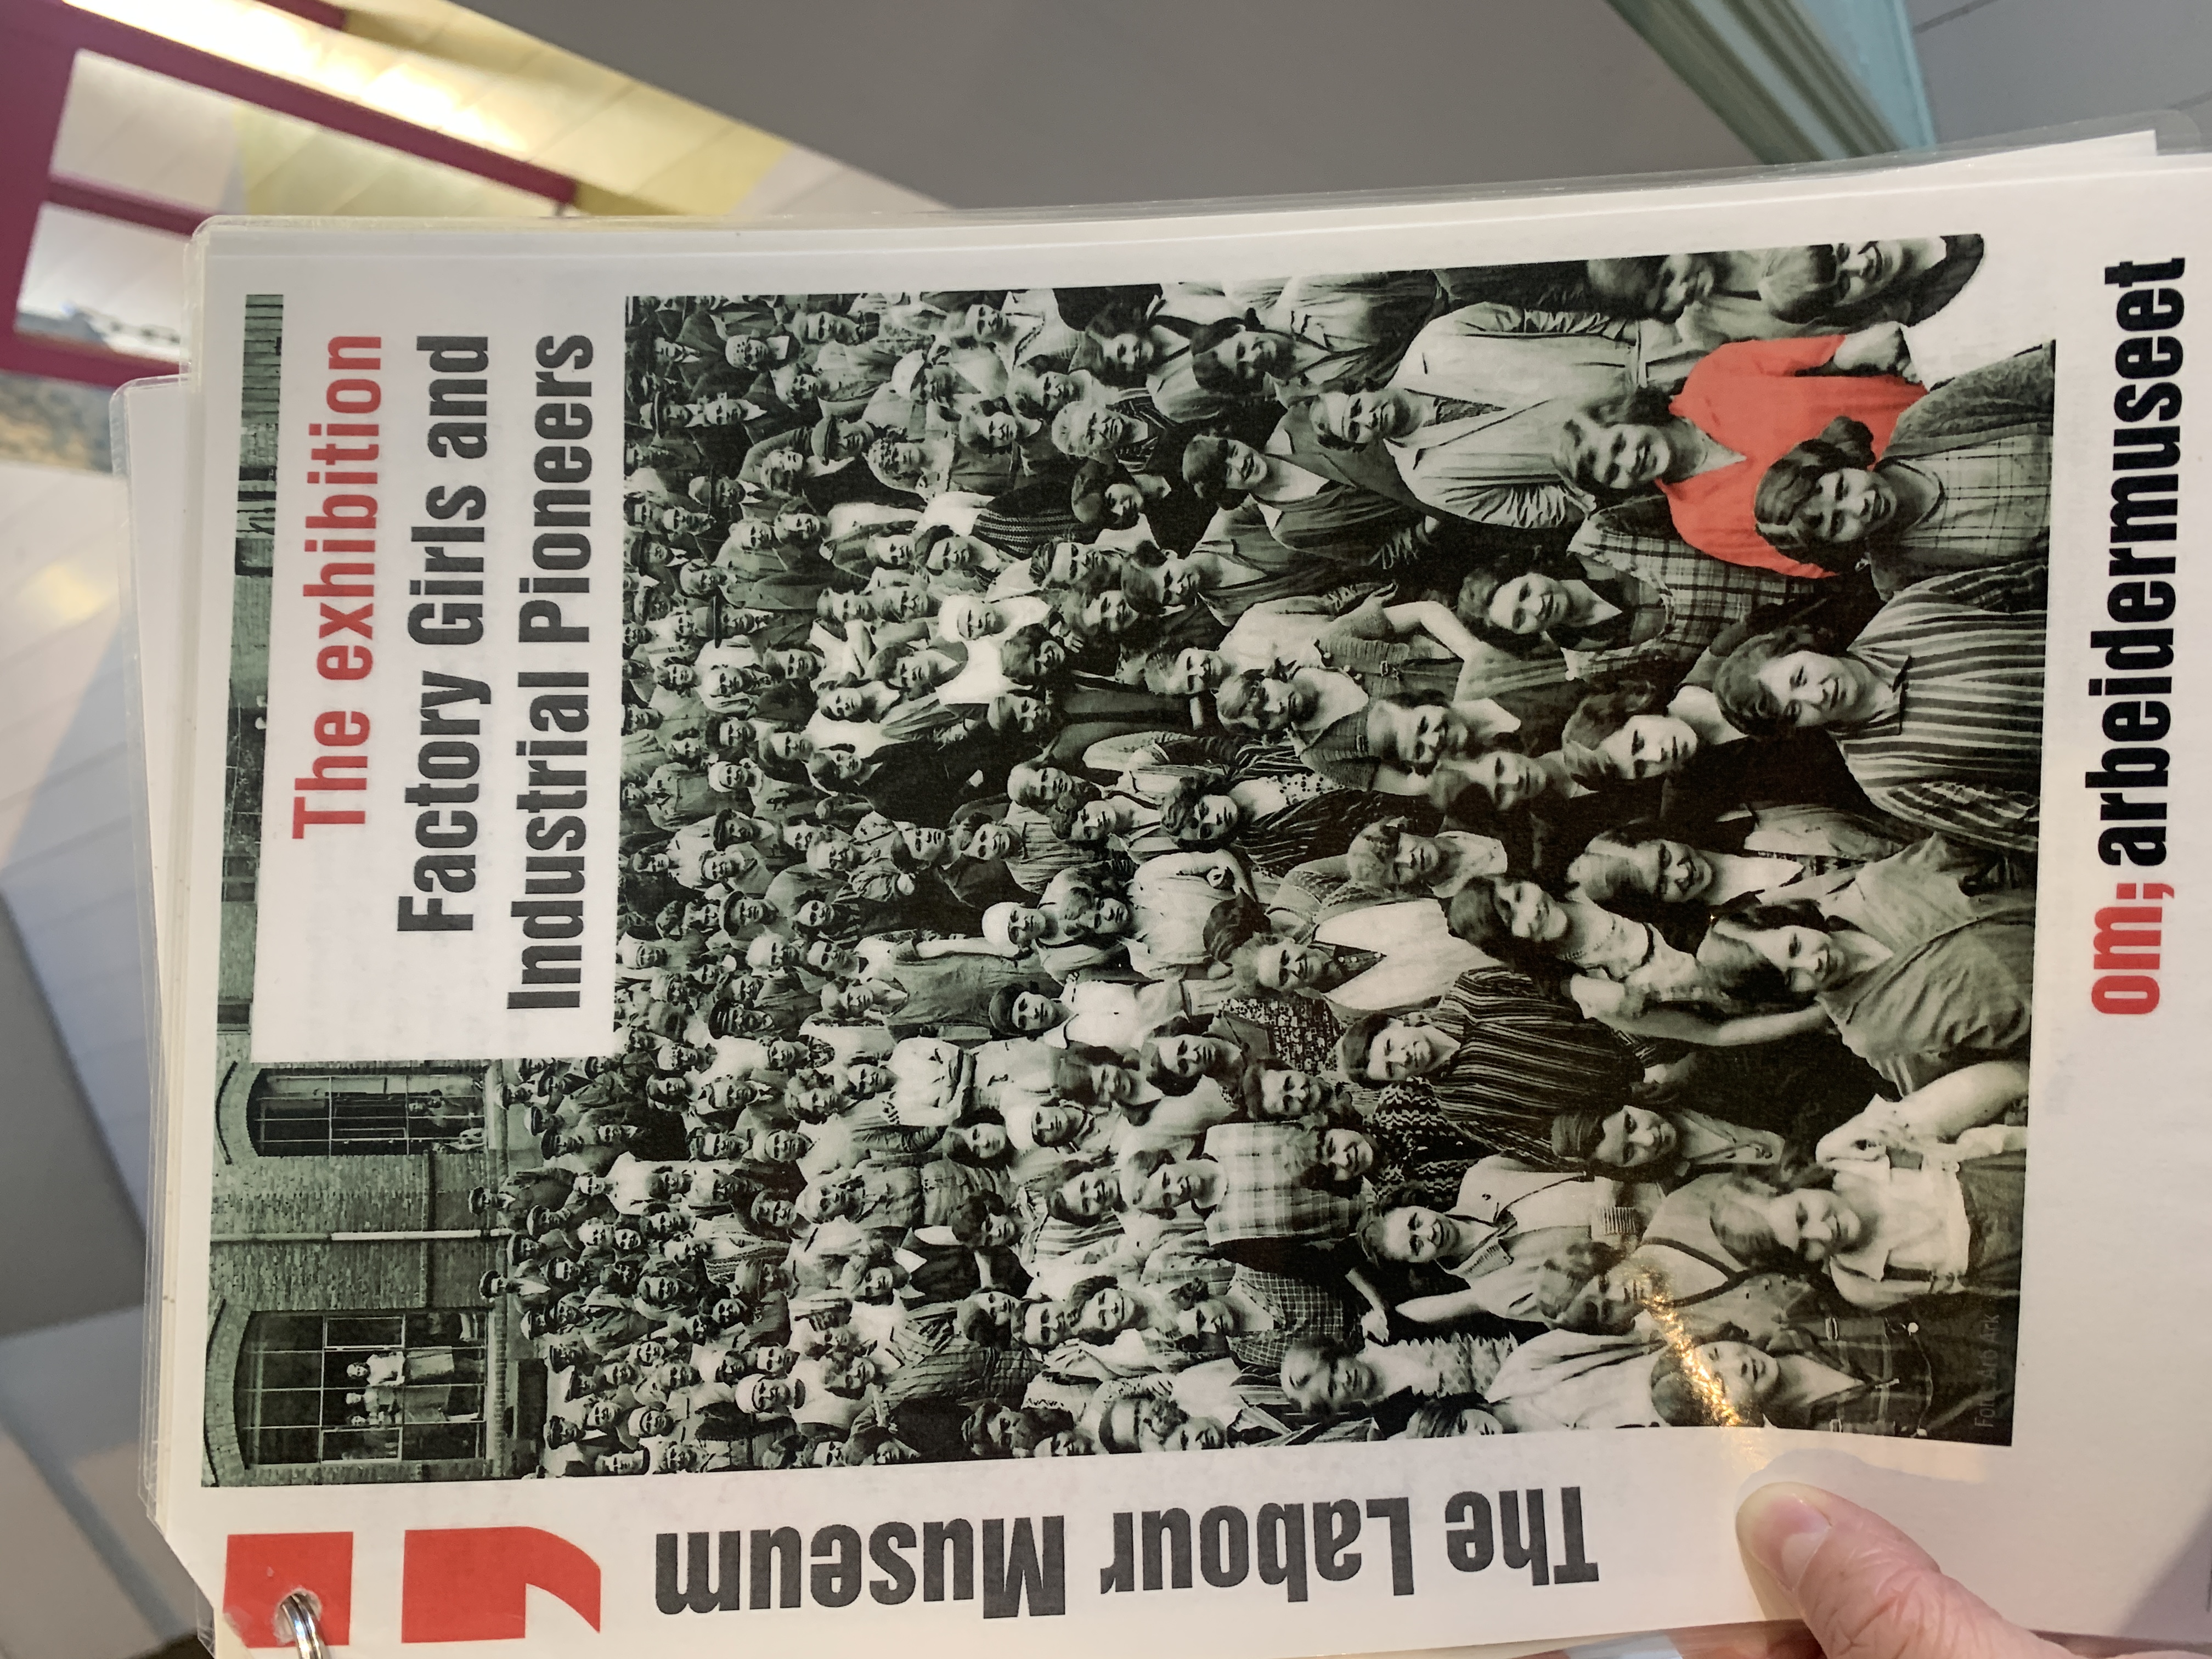 The exhibition
Factory Girls and
Industrial Pioneers
The Labour Museum
om; arbeidermuseet